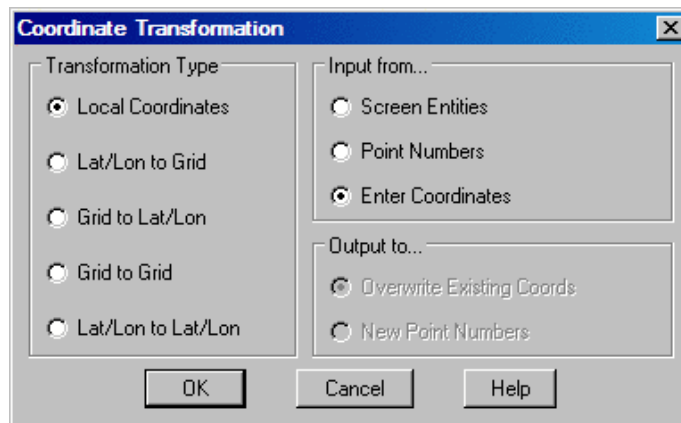 Coordinate Transformation
Transformation Type
Local Coordinates
Lat/Lon to Grid
Grid to Lat/Lon
Grid to Grid
Lat/Lon to Lat/Lon
Input from...
Screen Entities
Point Numbers
Enter Coordinates
Output to...
Overwrite Existing Coords
New Point Numbers
OK
Cancel
Help